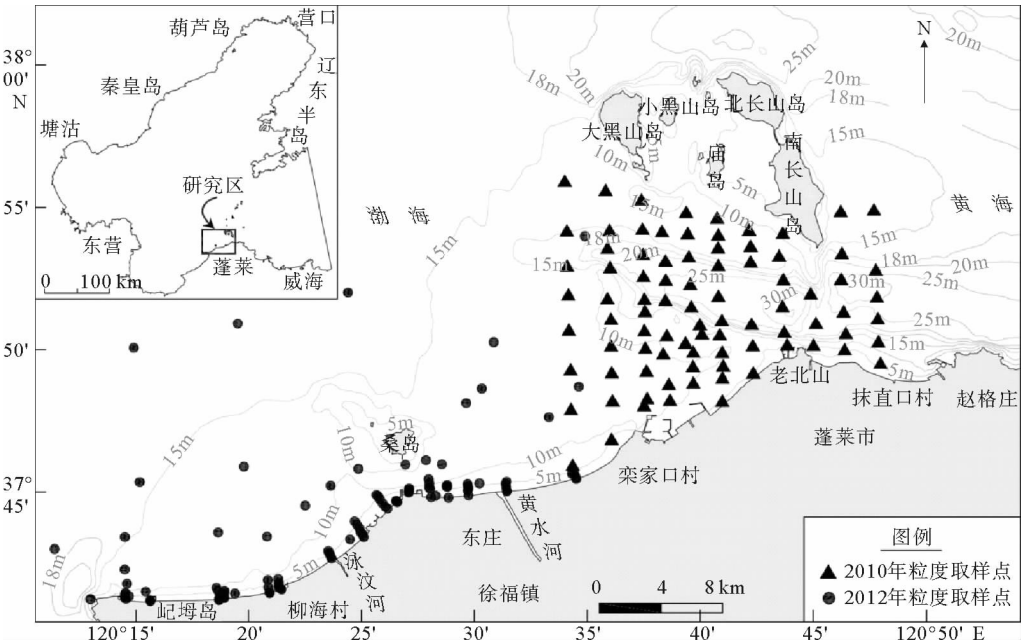 营口
葫芦岛
辽东半岛
秦皇岛
塘沽
研究区
东营
蓬莱
威海
0 100 km
38°
00'
N
55'
50'
37°
45'
N
20m
25m
20m
18m
20m
18m
15m
小黑山岛
北长山岛
大黑山岛
南长山岛
庙岛
5m
10m
5m
15m
10m
渤 海
黄 海
15m
18m
20m
15m
15m
18m
20m
25m
30m
30m
25m
25m
10m
15m
5m
老北山
抹直口村
赵格庄
蓬莱市
5m
桑岛
10m
15m
10m
5m
栾家口村
黄水河
东庄
10m
泳汶河
5m
18m
屺坶岛
柳海村
徐福镇
0 4 8 km
图例
2010年粒度取样点
2012年粒度取样点
120°15' 20' 25' 30' 35' 40' 45' 120°50' E